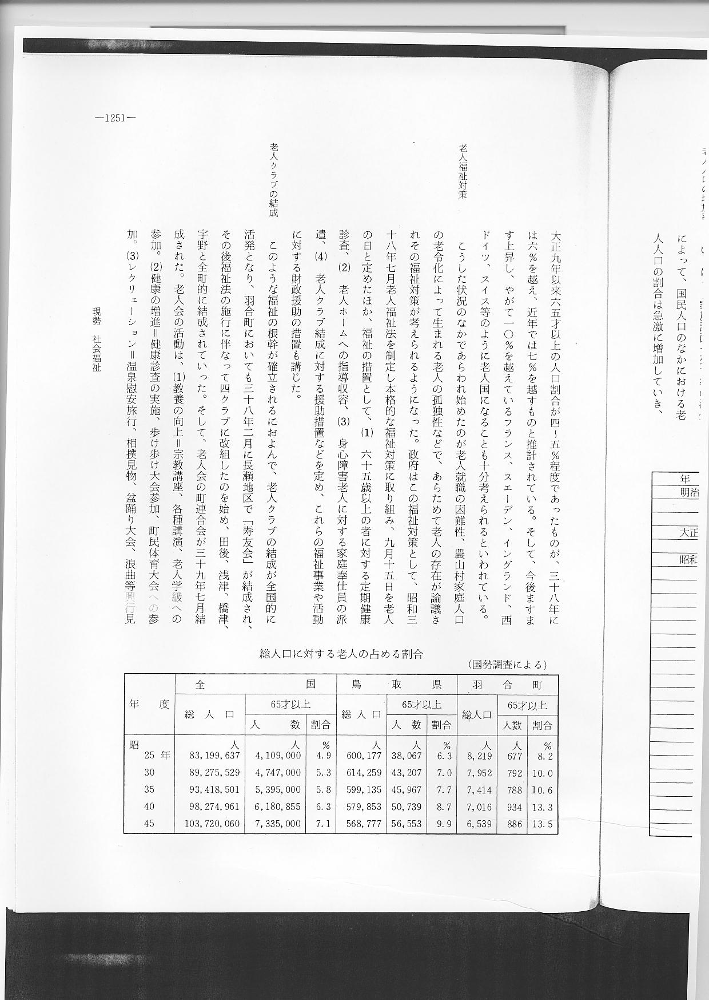 によって、国民人口のなかにおける老
人人口の割合は急激に増加していき、
年
明治
大正
昭和
大正九年以来六五才以上の人口割合が四～五％程度であったものが、三十八年に
は六％を越え、近年では七％を越すものと推計されている。そして、今後ますま
す上昇し、やがて一〇％を越えているフランス、スエーデン、イングランド、西
ドイツ、スイス等のように老人国になることも十分考えられるといわれている。
老人福祉対策
こうした状況のなかであらわれ始めたのが老人就職の困難性、農山村家庭人口
の老令化によって生まれる老人の孤独性などで、あらためて老人の存在が論議さ
れその福祉対策が考えられるようになった。政府はこの福祉対策として、昭和三
十八年七月老人福祉法を制定し本格的な福祉対策に取り組み、九月十五日を老人
の日と定めたほか、福祉の措置として、(1) 六十五歳以上の者に対する定期健康
診査、(2) 老人ホームへの指導収容、(3) 身心障害老人に対する家庭奉仕員の派
遣、(4) 老人クラブ結成に対する援助措置などを定め、これらの福祉事業や活動
に対する財政援助の措置も講じた。
老人クラブの結成
このような福祉の根幹が確立されるにおよんで、老人クラブの結成が全国的に
活発となり、羽合町においても三十八年二月に長瀬地区で「寿友会」が結成され、
その後福祉法の施行に伴なって四クラブに改組したのを始め、田後、浅津、橋津、
宇野と全町的に結成されていった。そして、老人会の町連合会が三十九年七月結
成された。老人会の活動は、(1)教養の向上＝宗教講座、各種講演、老人学級への
参加。(2)健康の増進＝健康診査の実施、歩け歩け大会参加、町民体育大会への参
加。(3)レクリェーション＝温泉慰安旅行、相撲見物、盆踊り大会、浪曲等興行見
総人口に対する老人の占める割合
(国勢調査による)
年 度 全 国 鳥 取 県 羽 合 町
総 人 口 65才以上 総 人 口 65才以上 総人口 65才以上
人 数 割合 人 数 割合 人数 割合
昭 人 人 % 人 人 % 人 人 %
25 年 83,199,637 4,109,000 4.9 600,177 38,067 6.3 8,219 677 8.2
30 89,275,529 4,747,000 5.3 614,259 43,207 7.0 7,952 792 10.0
35 93,418,501 5,395,000 5.8 599,135 45,967 7.7 7,414 788 10.6
40 98,274,961 6,180,855 6.3 579,853 50,739 8.7 7,016 934 13.3
45 103,720,060 7,335,000 7.1 568,777 56,553 9.9 6,539 886 13.5
現勢 社会福祉
—1251—